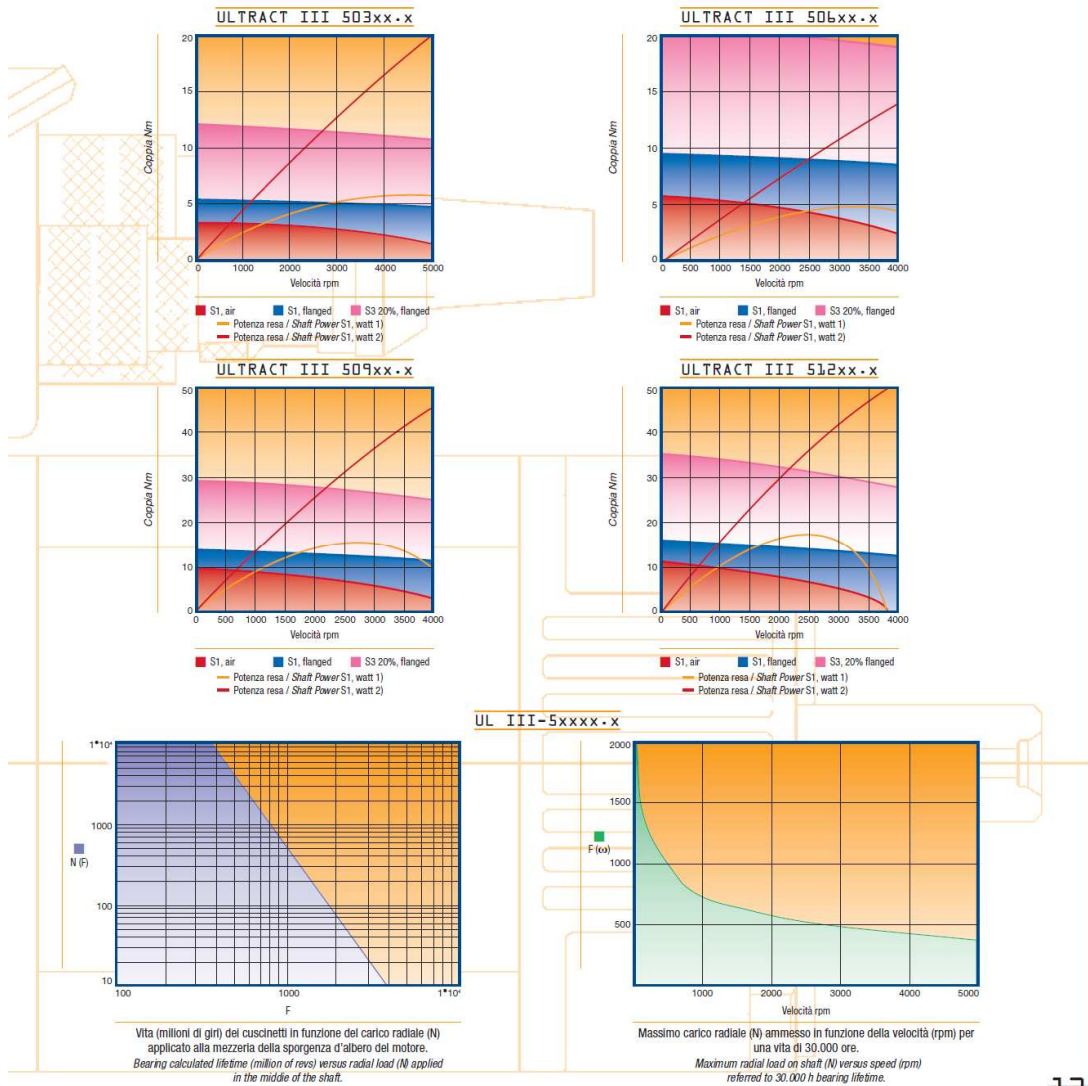 ULTRACT III 503xx.x
ULTRACT III 506xx.x
Coppia Nm
20
15
10
5
0
0 1000 2000 3000 4000 5000
Velocità rpm
S1, air S1, flanged S3 20%, flanged
Potenza resa / Shaft Power S1, watt 1)
Potenza resa / Shaft Power S1, watt 2)
Coppia Nm
20
15
10
5
0
0 500 1000 1500 2000 2500 3000 3500 4000
Velocità rpm
S1, air S1, flanged S3 20%, flanged
Potenza resa / Shaft Power S1, watt 1)
Potenza resa / Shaft Power S1, watt 2)
ULTRACT III 509xx.x
ULTRACT III 512xx.x
Coppia Nm
50
40
30
20
10
0
0 500 1000 1500 2000 2500 3000 3500 4000
Velocità rpm
S1, air S1, flanged S3 20%, flanged
Potenza resa / Shaft Power S1, watt 1)
Potenza resa / Shaft Power S1, watt 2)
Coppia Nm
50
40
30
20
10
0
0 500 1000 1500 2000 2500 3000 3500 4000
Velocità rpm
S1, air S1, flanged S3, 20% flanged
Potenza resa / Shaft Power S1, watt 1)
Potenza resa / Shaft Power S1, watt 2)
UL III-5xxxx.x
1*10⁴
1000
N (F)
100
10
100 1000 1*10⁴
F
Vita (milioni di giri) dei cuscinetti in funzione del carico radiale (N)
applicato alla mezzeria della sporgenza d'albero del motore.
Bearing calculated lifetime (million of revs) versus radial load (N) applied
in the middle of the shaft.
2000
1500
F (ω)
1000
500
1000 2000 3000 4000 5000
Velocità rpm
Massimo carico radiale (N) ammesso in funzione della velocità (rpm) per
una vita di 30.000 ore.
Maximum radial load on shaft (N) versus speed (rpm)
referred to 30.000 h bearing lifetime.